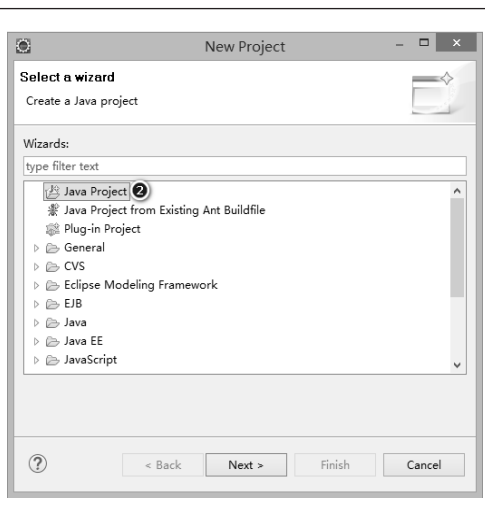 New Project
Select a wizard
Create a Java project
Wizards:
type filter text
Java Project ❷
Java Project from Existing Ant Buildfile
Plug-in Project
General
CVS
Eclipse Modeling Framework
EJB
Java
Java EE
JavaScript
< Back Next > Finish Cancel